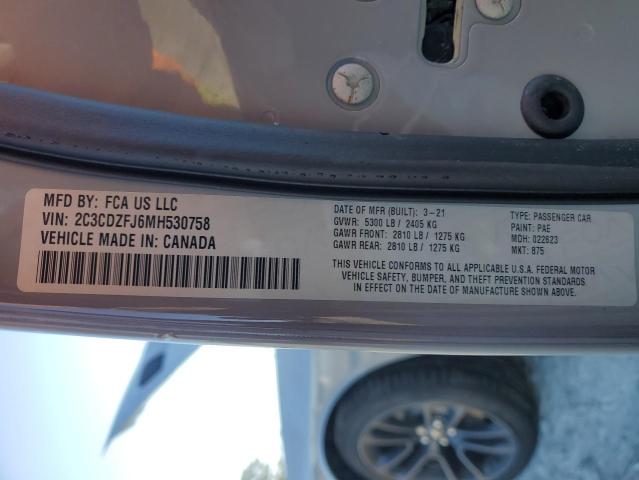 MFD BY: FCA US LLC
VIN: 2C3CDZFJ6MH530758
VEHICLE MADE IN: CANADA
DATE OF MFR (BUILT): 3-21
GVWR: 5300 LB / 2405 KG
GAWR FRONT: 2810 LB / 1275 KG
GAWR REAR: 2810 LB / 1275 KG
TYPE: PASSENGER CAR
PAINT: PAE
MDH: 022623
MKT: 875
THIS VEHICLE CONFORMS TO ALL APPLICABLE U.S.A. FEDERAL MOTOR
VEHICLE SAFETY, BUMPER, AND THEFT PREVENTION STANDARDS
IN EFFECT ON THE DATE OF MANUFACTURE SHOWN ABOVE.